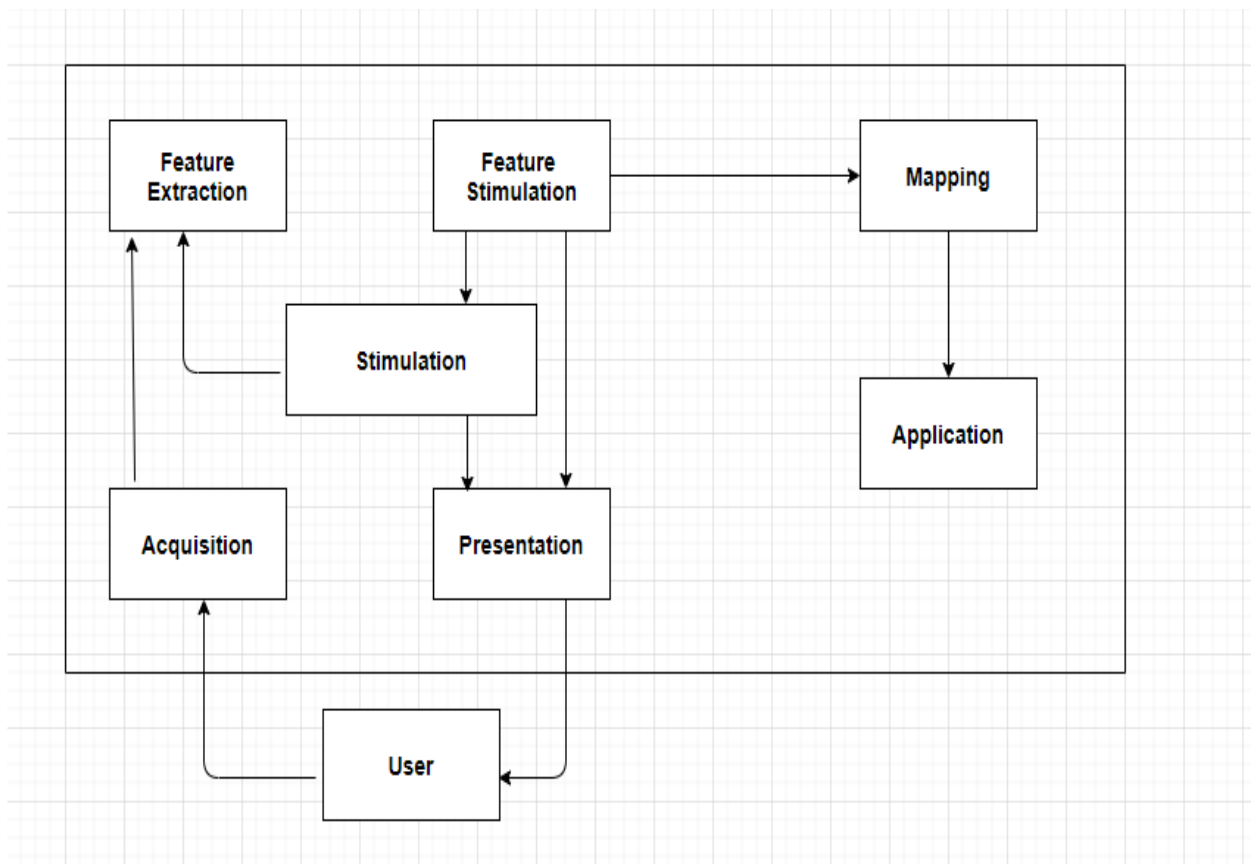 Feature
Extraction
Feature
Stimulation
Mapping
Stimulation
Application
Acquisition
Presentation
User